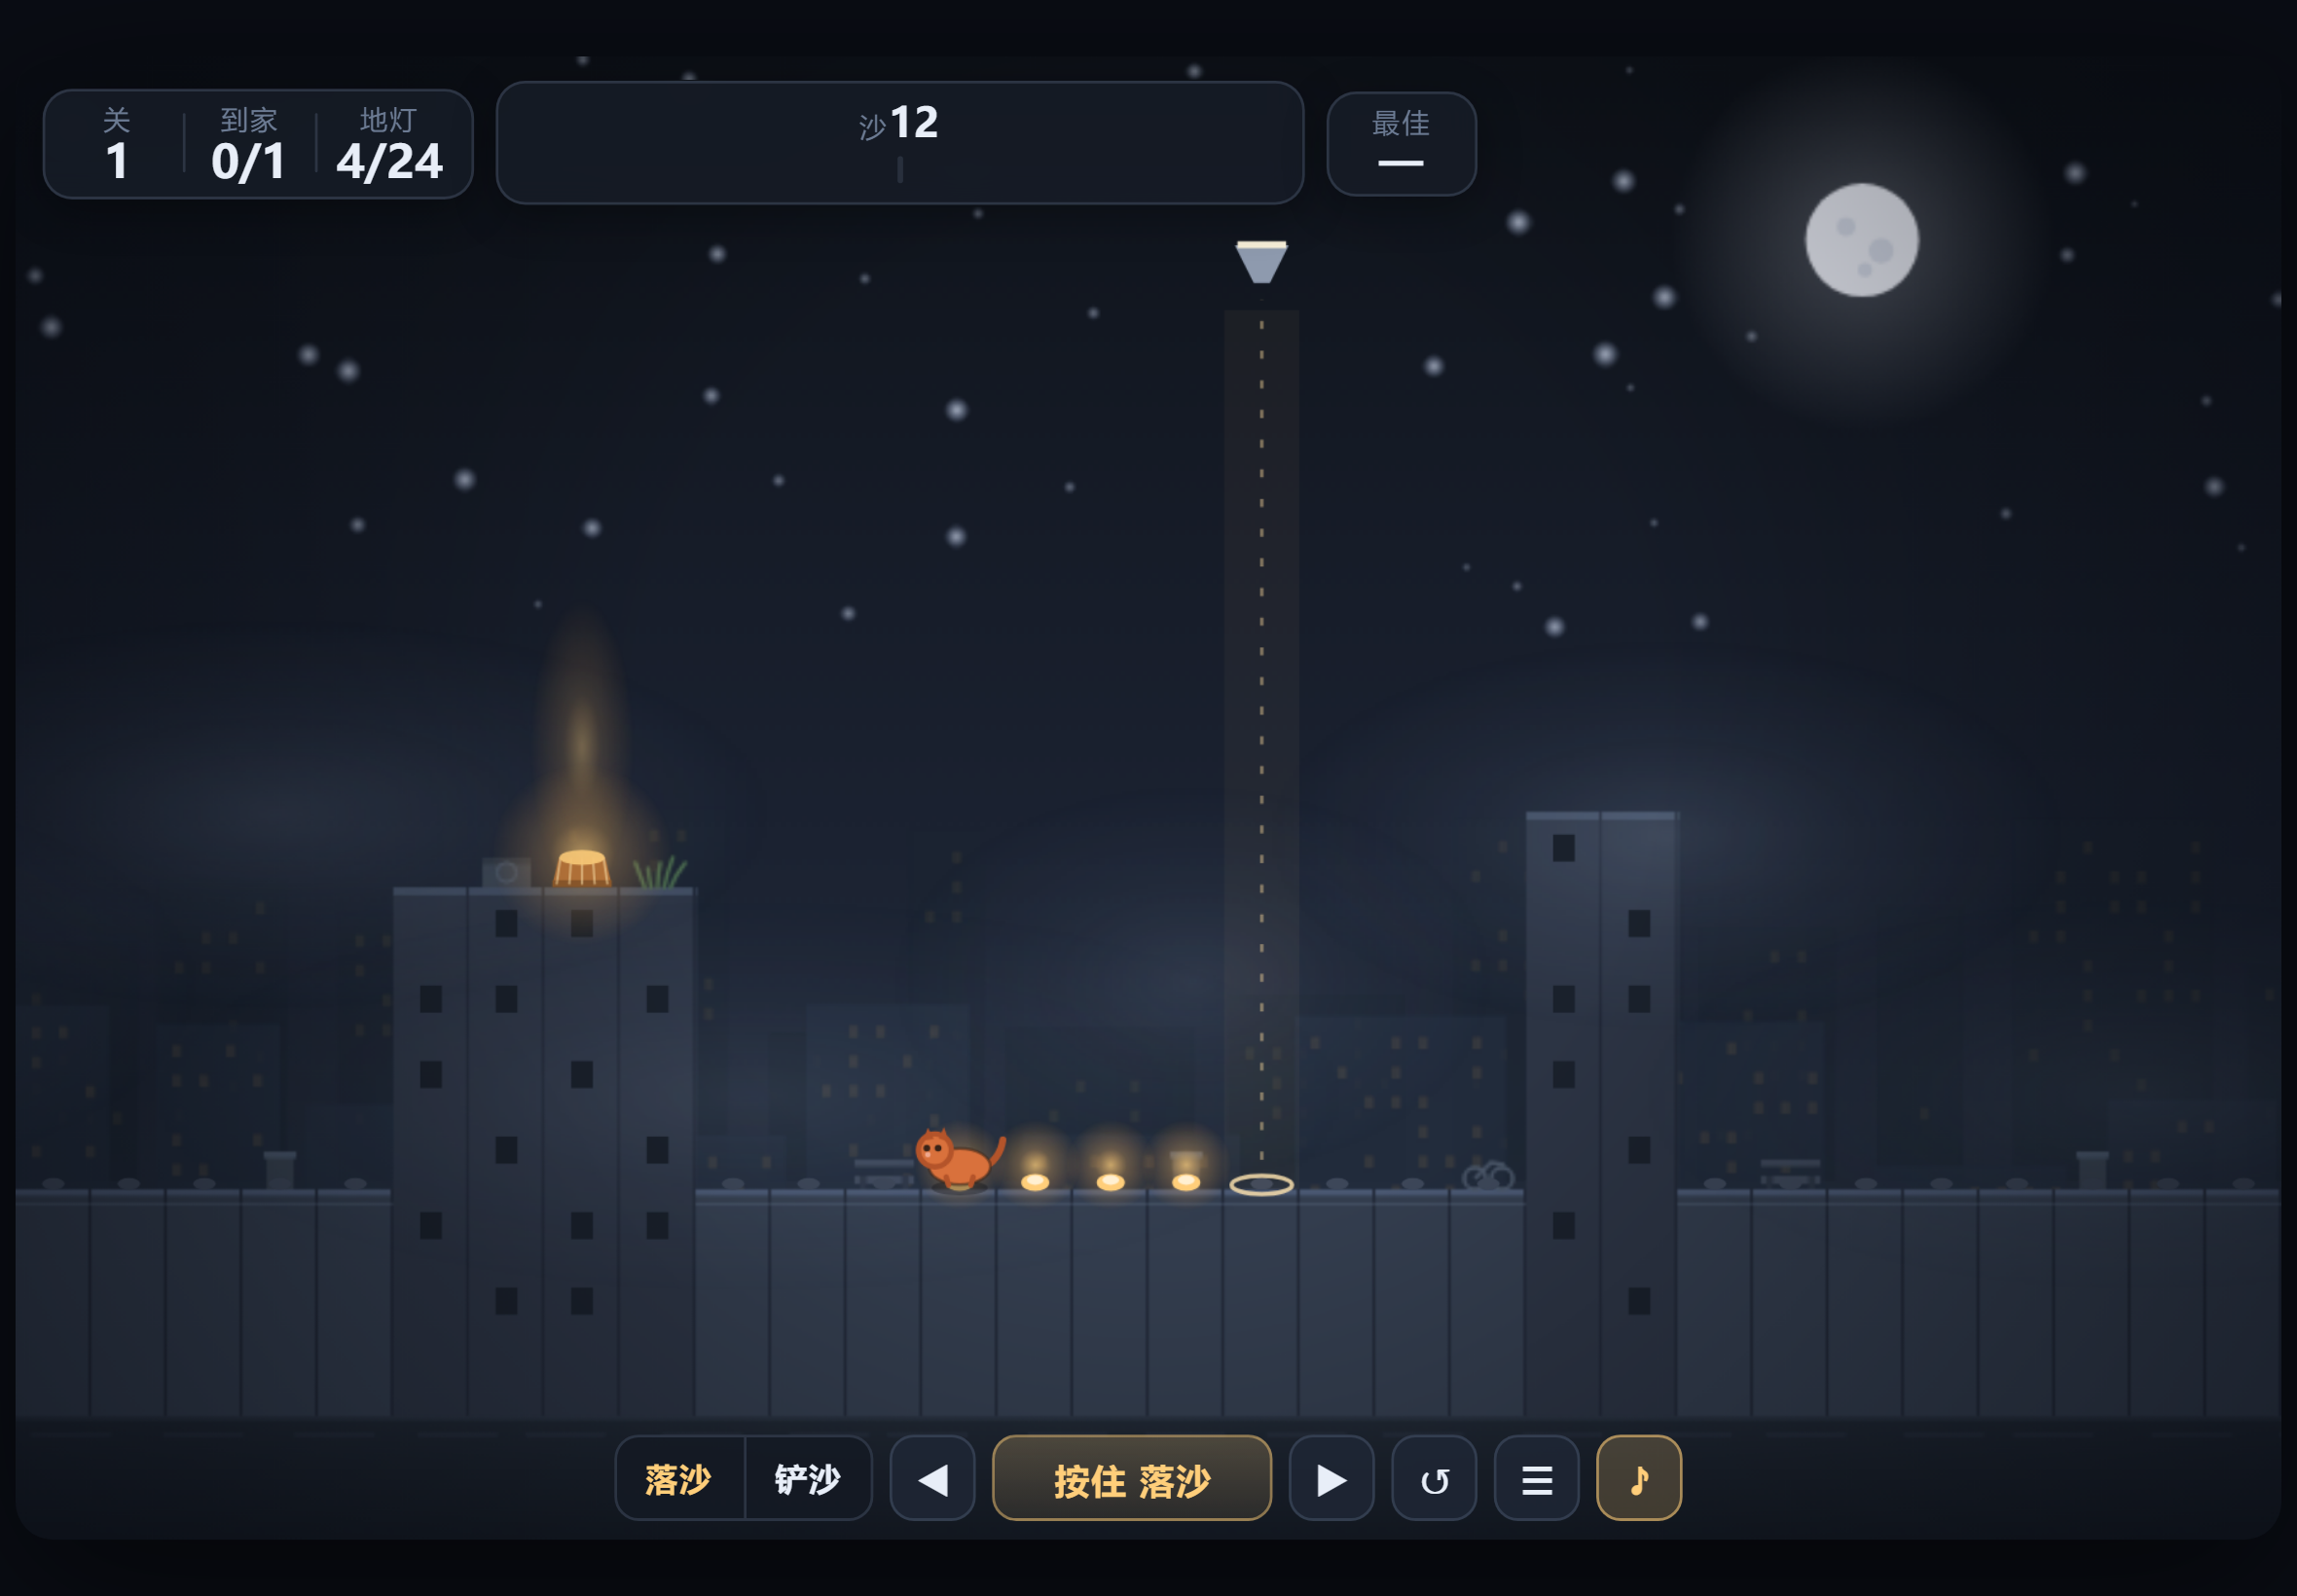 关 到家 地灯
1 0/1 4/24
沙12
最佳
—
落沙 铲沙 ◀ 按住 落沙 ▶ ↺ ☰ ♪